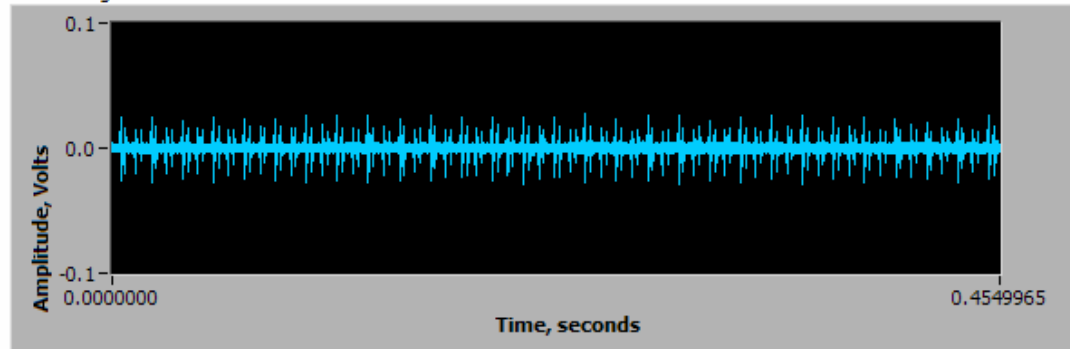 0.1
0.0
-0.1
Amplitude, Volts
0.0000000
0.4549965
Time, seconds